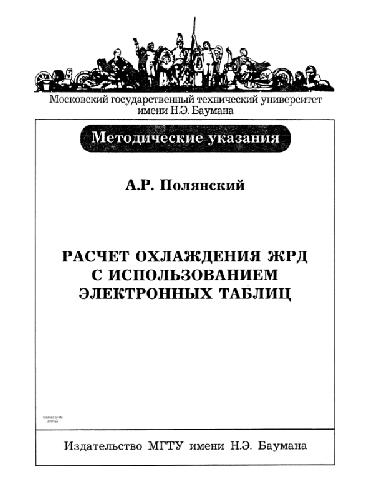 Московский государственный технический университет
имени Н.Э. Баумана
Методические указания
А.Р. Полянский
РАСЧЕТ ОХЛАЖДЕНИЯ ЖРД
С ИСПОЛЬЗОВАНИЕМ
ЭЛЕКТРОННЫХ ТАБЛИЦ
Издательство МГТУ имени Н.Э. Баумана